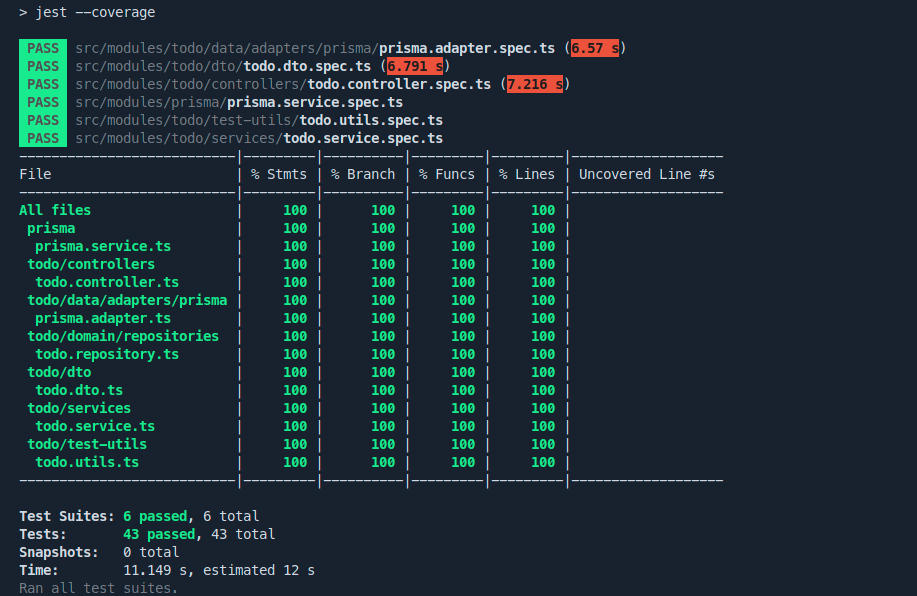 > jest --coverage
PASS src/modules/todo/data/adapters/prisma/prisma.adapter.spec.ts (6.57 s)
PASS src/modules/todo/dto/todo.dto.spec.ts (6.791 s)
PASS src/modules/todo/controllers/todo.controller.spec.ts (7.216 s)
PASS src/modules/prisma/prisma.service.spec.ts
PASS src/modules/todo/test-utils/todo.utils.spec.ts
PASS src/modules/todo/services/todo.service.spec.ts
---------------------------|---------|----------|---------|---------|-------------------
File                       | % Stmts | % Branch | % Funcs | % Lines | Uncovered Line #s
---------------------------|---------|----------|---------|---------|-------------------
All files                  |     100 |      100 |     100 |     100 |
 prisma                    |     100 |      100 |     100 |     100 |
  prisma.service.ts        |     100 |      100 |     100 |     100 |
 todo/controllers          |     100 |      100 |     100 |     100 |
  todo.controller.ts       |     100 |      100 |     100 |     100 |
 todo/data/adapters/prisma |     100 |      100 |     100 |     100 |
  prisma.adapter.ts        |     100 |      100 |     100 |     100 |
 todo/domain/repositories  |     100 |      100 |     100 |     100 |
  todo.repository.ts       |     100 |      100 |     100 |     100 |
 todo/dto                  |     100 |      100 |     100 |     100 |
  todo.dto.ts              |     100 |      100 |     100 |     100 |
 todo/services             |     100 |      100 |     100 |     100 |
  todo.service.ts          |     100 |      100 |     100 |     100 |
 todo/test-utils           |     100 |      100 |     100 |     100 |
  todo.utils.ts            |     100 |      100 |     100 |     100 |
---------------------------|---------|----------|---------|---------|-------------------
Test Suites: 6 passed, 6 total
Tests:       43 passed, 43 total
Snapshots:   0 total
Time:        11.149 s, estimated 12 s
Ran all test suites.